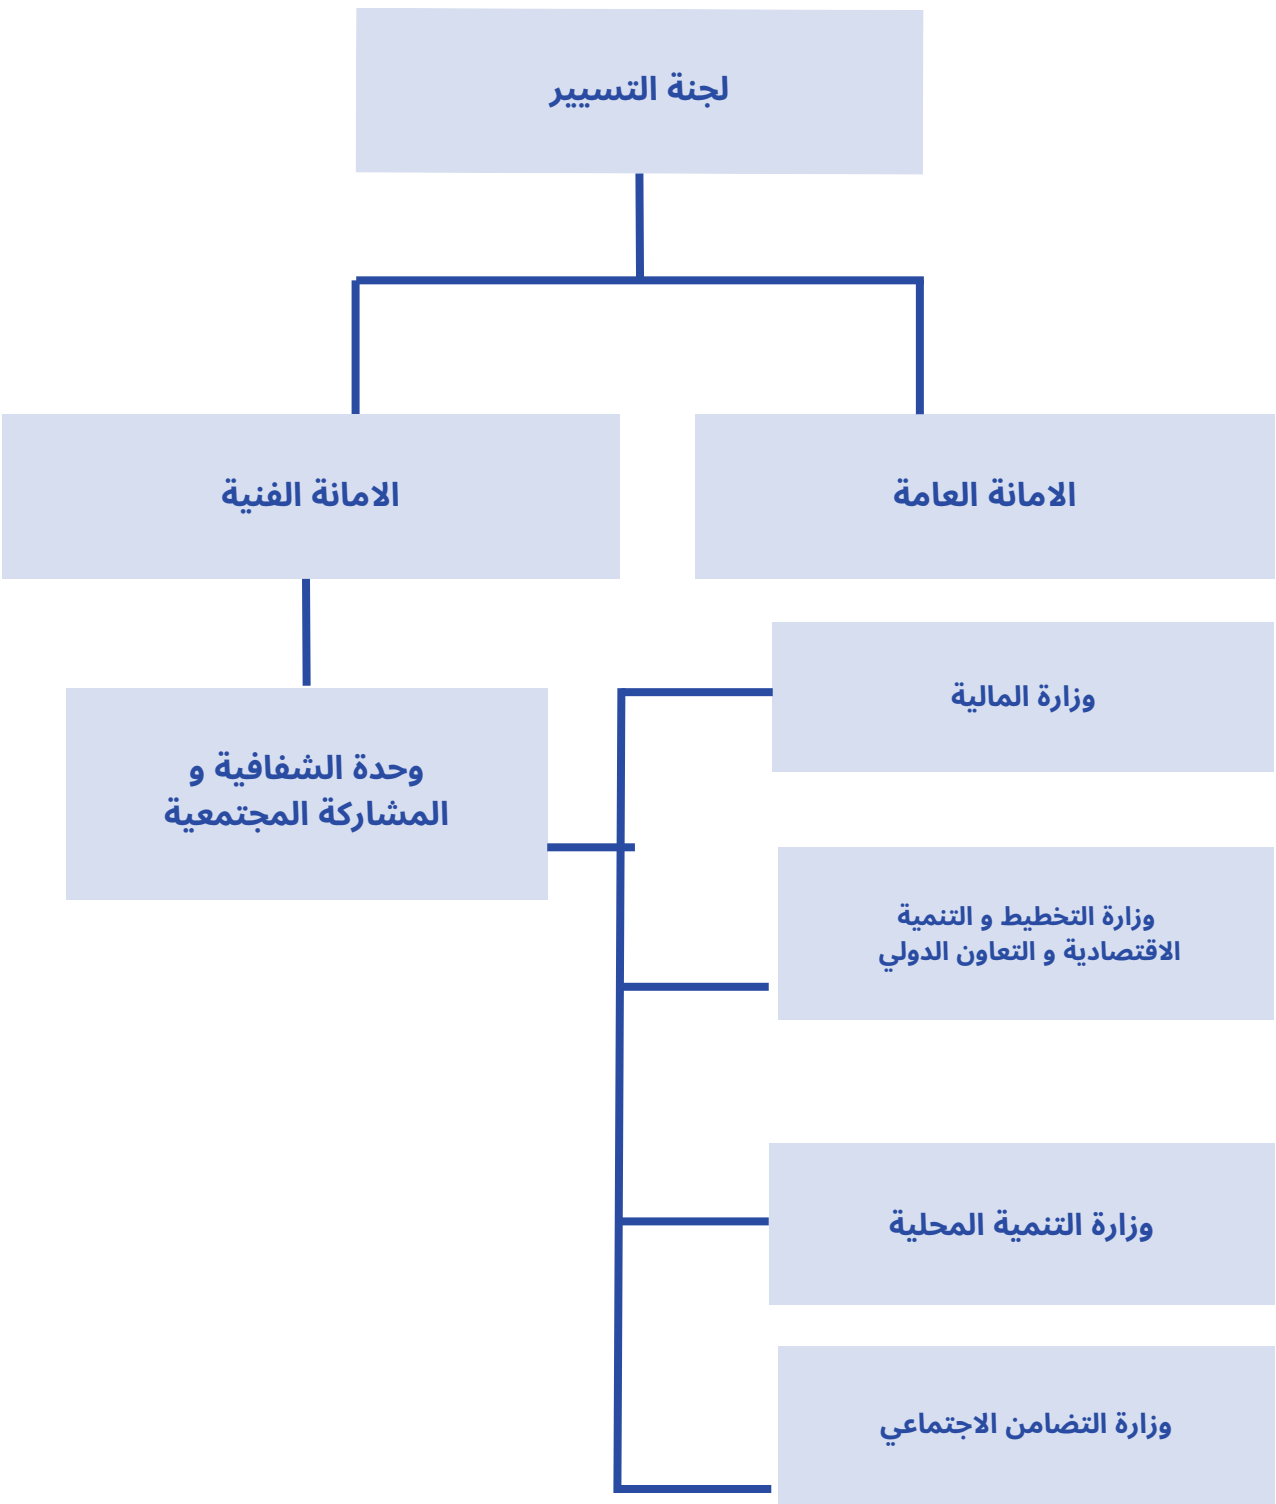 لجنة التسيير
الامانة العامة
الامانة الفنية
وحدة الشفافية و
المشاركة المجتمعية
وزارة المالية
وزارة التخطيط و التنمية
الاقتصادية و التعاون الدولي
وزارة التنمية المحلية
وزارة التضامن الاجتماعي